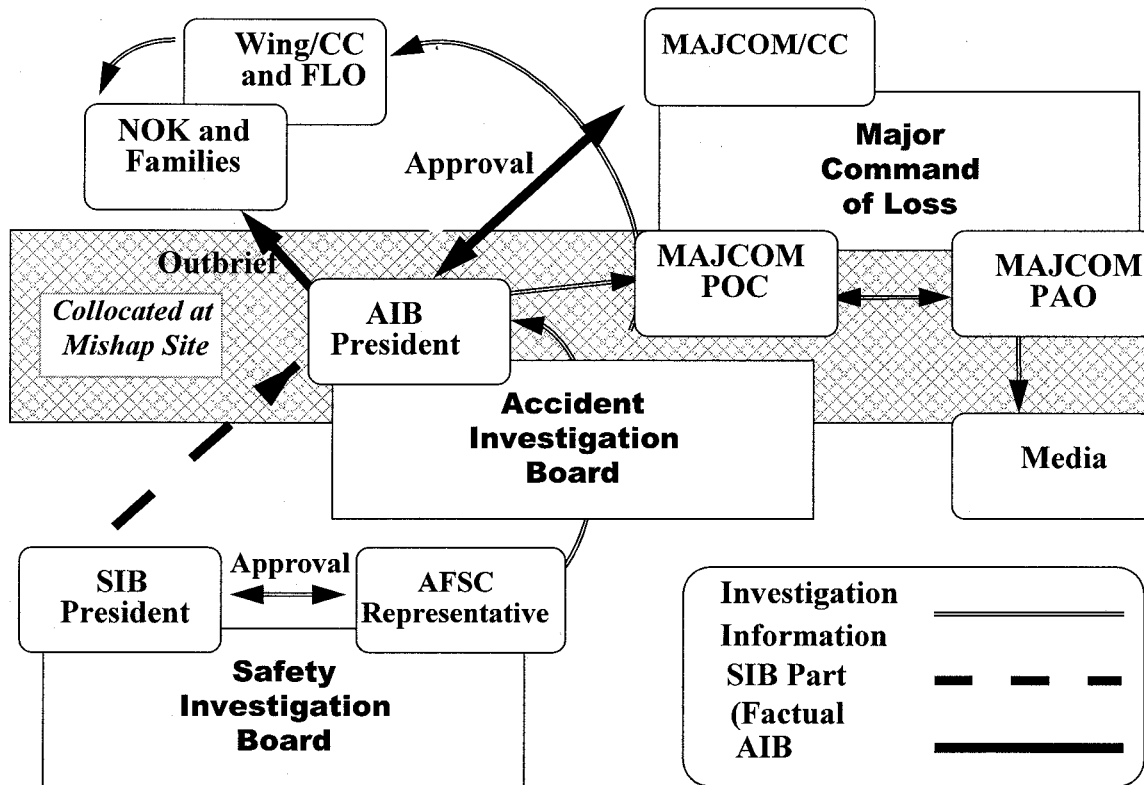 Wing/CC
and FLO
NOK and
Families
MAJCOM/CC
Major
Command
of Loss
Approval
Outbrief
Collocated at
Mishap Site
AIB
President
MAJCOM
POC
MAJCOM
PAO
Accident
Investigation
Board
Media
SIB
President
Approval
AFSC
Representative
Safety
Investigation
Board
Investigation
Information
SIB Part
(Factual
AIB